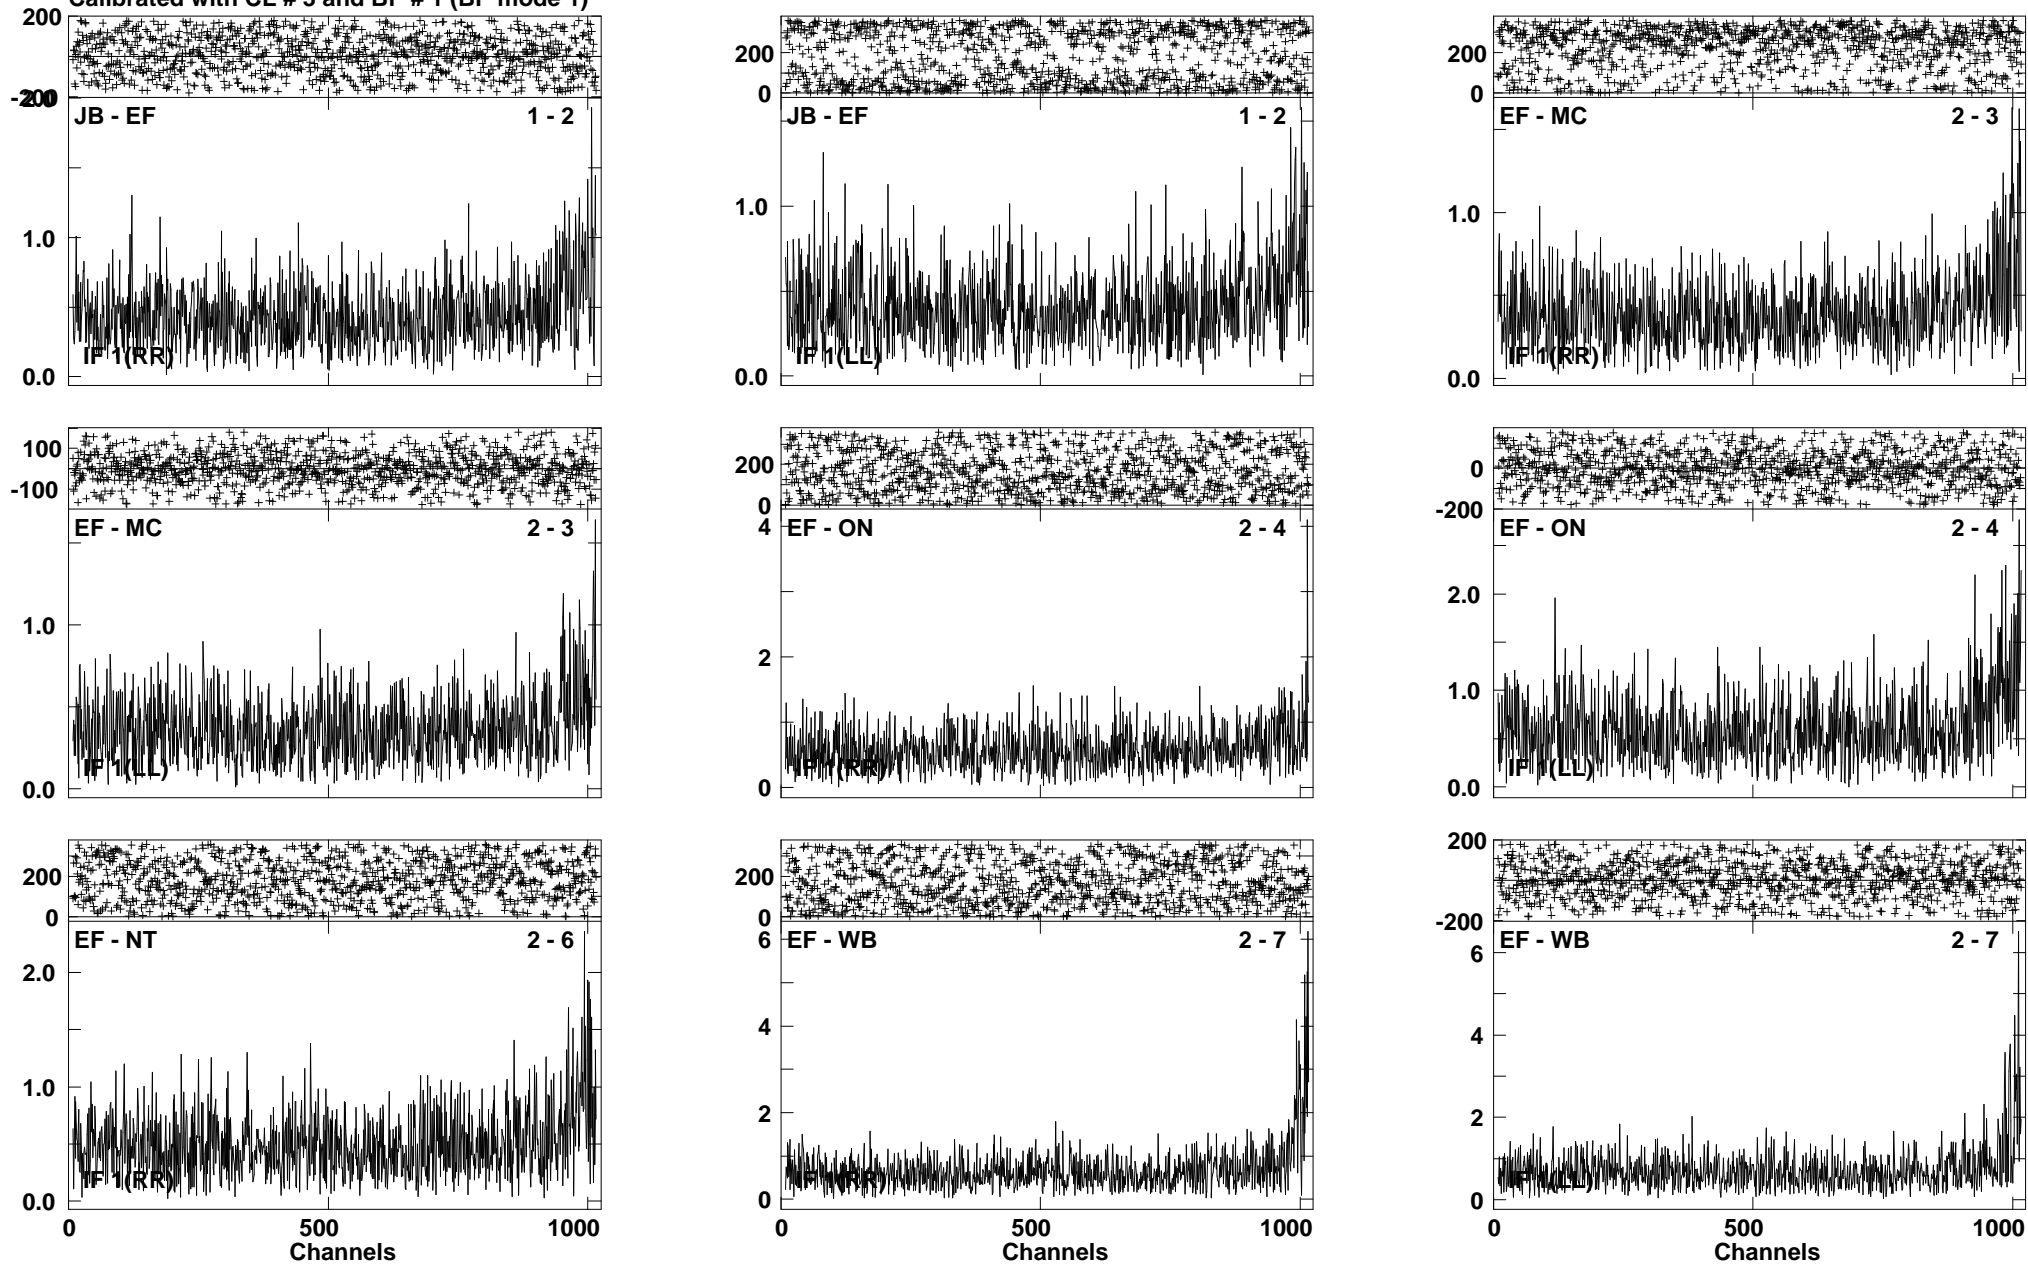 Calibrated with CL # 3 and BP # 1 (BP mode 1)
200
-200
2.0
JB - EF 1 - 2
1.0
IF 1(RR)
0.0
200
0
JB - EF 1 - 2
1.0
IF 1(LL)
0.0
200
0
EF - MC 2 - 3
1.0
IF 1(RR)
0.0
100
-100
EF - MC 2 - 3
1.0
IF 1(LL)
0.0
200
0
4
EF - ON 2 - 4
2
IF 1(RR)
0
0
-200
EF - ON 2 - 4
2.0
1.0
IF 1(LL)
0.0
200
0
EF - NT 2 - 6
2.0
1.0
IF 1(RR)
0.0
0 500 1000
Channels
200
0
6
EF - WB 2 - 7
4
2
IF 1(RR)
0
0 500 1000
Channels
200
-200
EF - WB 2 - 7
6
4
2
IF 1(LL)
0
0 500 1000
Channels